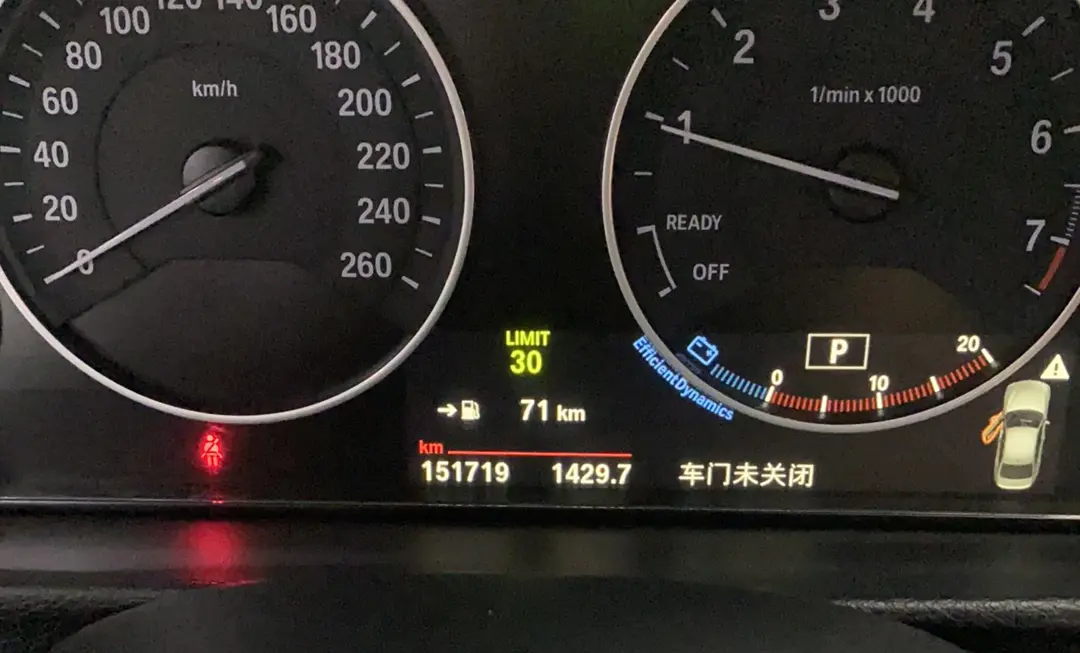 100 120 140 160
80 180
60 200
40 220
20 240
0 260
km/h
2 3 4 5
1 6
7
1/min x 1000
READY
OFF
LIMIT
30
71 km
km
151719 1429.7
EfficientDynamics
P
0 10 20
车门未关闭